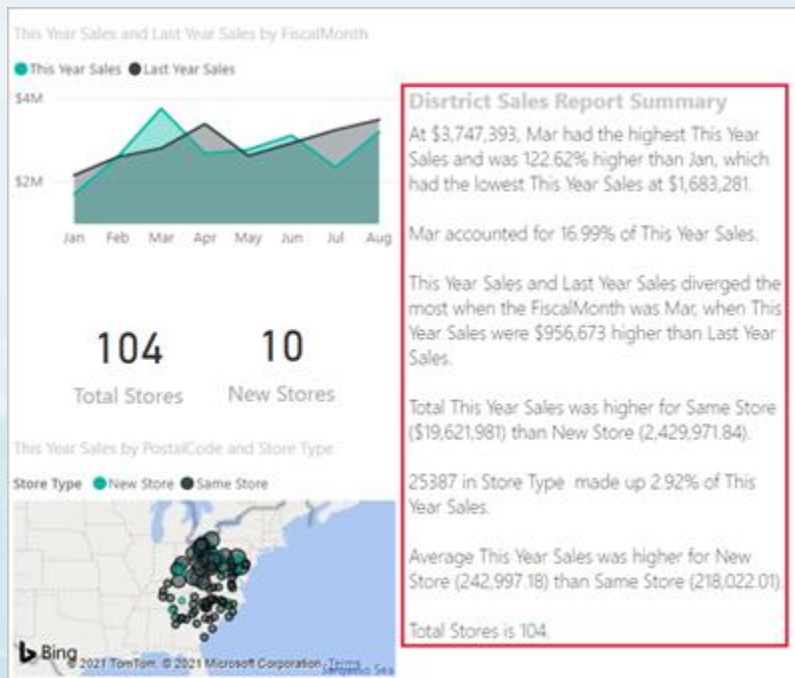 This Year Sales and Last Year Sales by FiscalMonth
This Year Sales Last Year Sales
$4M
$2M
Jan Feb Mar Apr May Jun Jul Aug
104
Total Stores
10
New Stores
This Year Sales by PostalCode and Store Type
Store Type New Store Same Store
Bing
© 2021 TomTom, © 2021 Microsoft Corporation Terms
Sargasso Sea
Disrtrict Sales Report Summary
At $3,747,393, Mar had the highest This Year
Sales and was 122.62% higher than Jan, which
had the lowest This Year Sales at $1,683,281.
Mar accounted for 16.99% of This Year Sales.
This Year Sales and Last Year Sales diverged the
most when the FiscalMonth was Mar, when This
Year Sales were $956,673 higher than Last Year
Sales.
Total This Year Sales was higher for Same Store
($19,621,981) than New Store (2,429,971.84).
25387 in Store Type made up 2.92% of This
Year Sales.
Average This Year Sales was higher for New
Store (242,997.18) than Same Store (218,022.01).
Total Stores is 104.